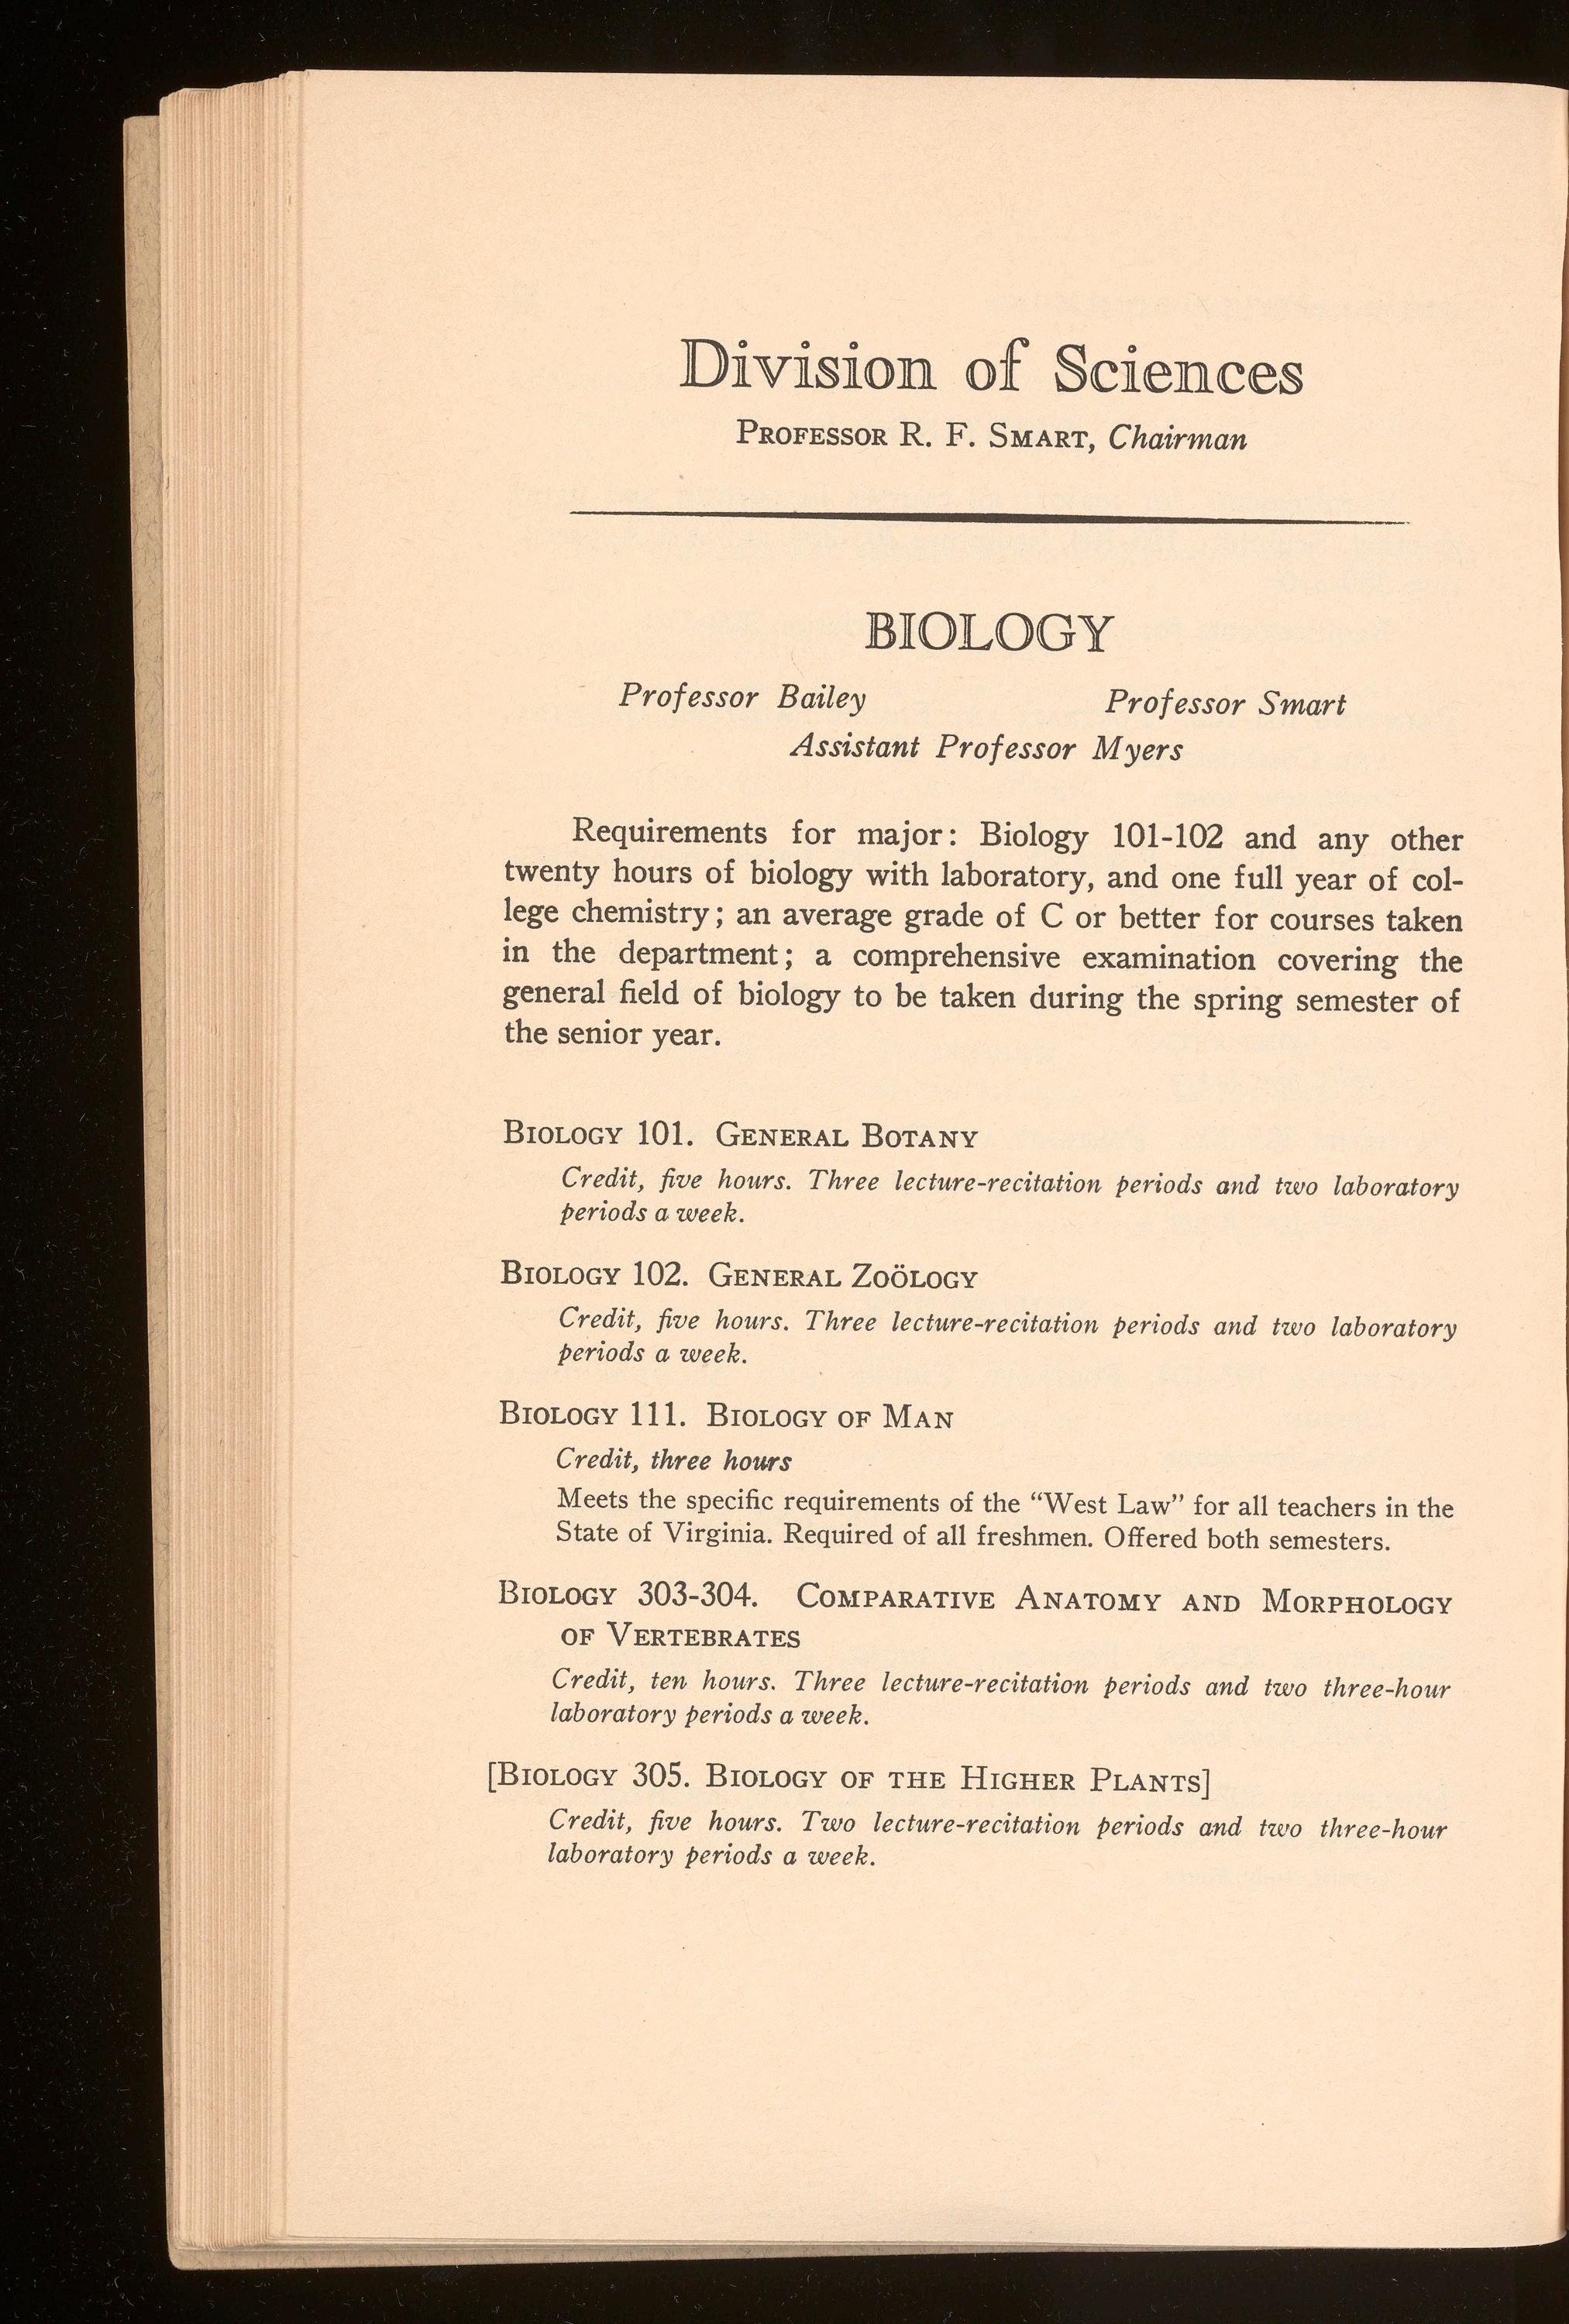 Division of Sciences
Professor R. F. Smart, Chairman
BIOLOGY
Professor Bailey Professor Smart
Assistant Professor Myers
Requirements for major: Biology 101-102 and any other
twenty hours of biology with laboratory, and one full year of col-
lege chemistry; an average grade of C or better for courses taken
in the department; a comprehensive examination covering the
general field of biology to be taken during the spring semester of
the senior year.
Biology 101. General Botany
Credit, five hours. Three lecture-recitation periods and two laboratory
periods a week.
Biology 102. General Zoölogy
Credit, five hours. Three lecture-recitation periods and two laboratory
periods a week.
Biology 111. Biology of Man
Credit, three hours
Meets the specific requirements of the “West Law” for all teachers in the
State of Virginia. Required of all freshmen. Offered both semesters.
Biology 303-304. Comparative Anatomy and Morphology
of Vertebrates
Credit, ten hours. Three lecture-recitation periods and two three-hour
laboratory periods a week.
[Biology 305. Biology of the Higher Plants]
Credit, five hours. Two lecture-recitation periods and two three-hour
laboratory periods a week.